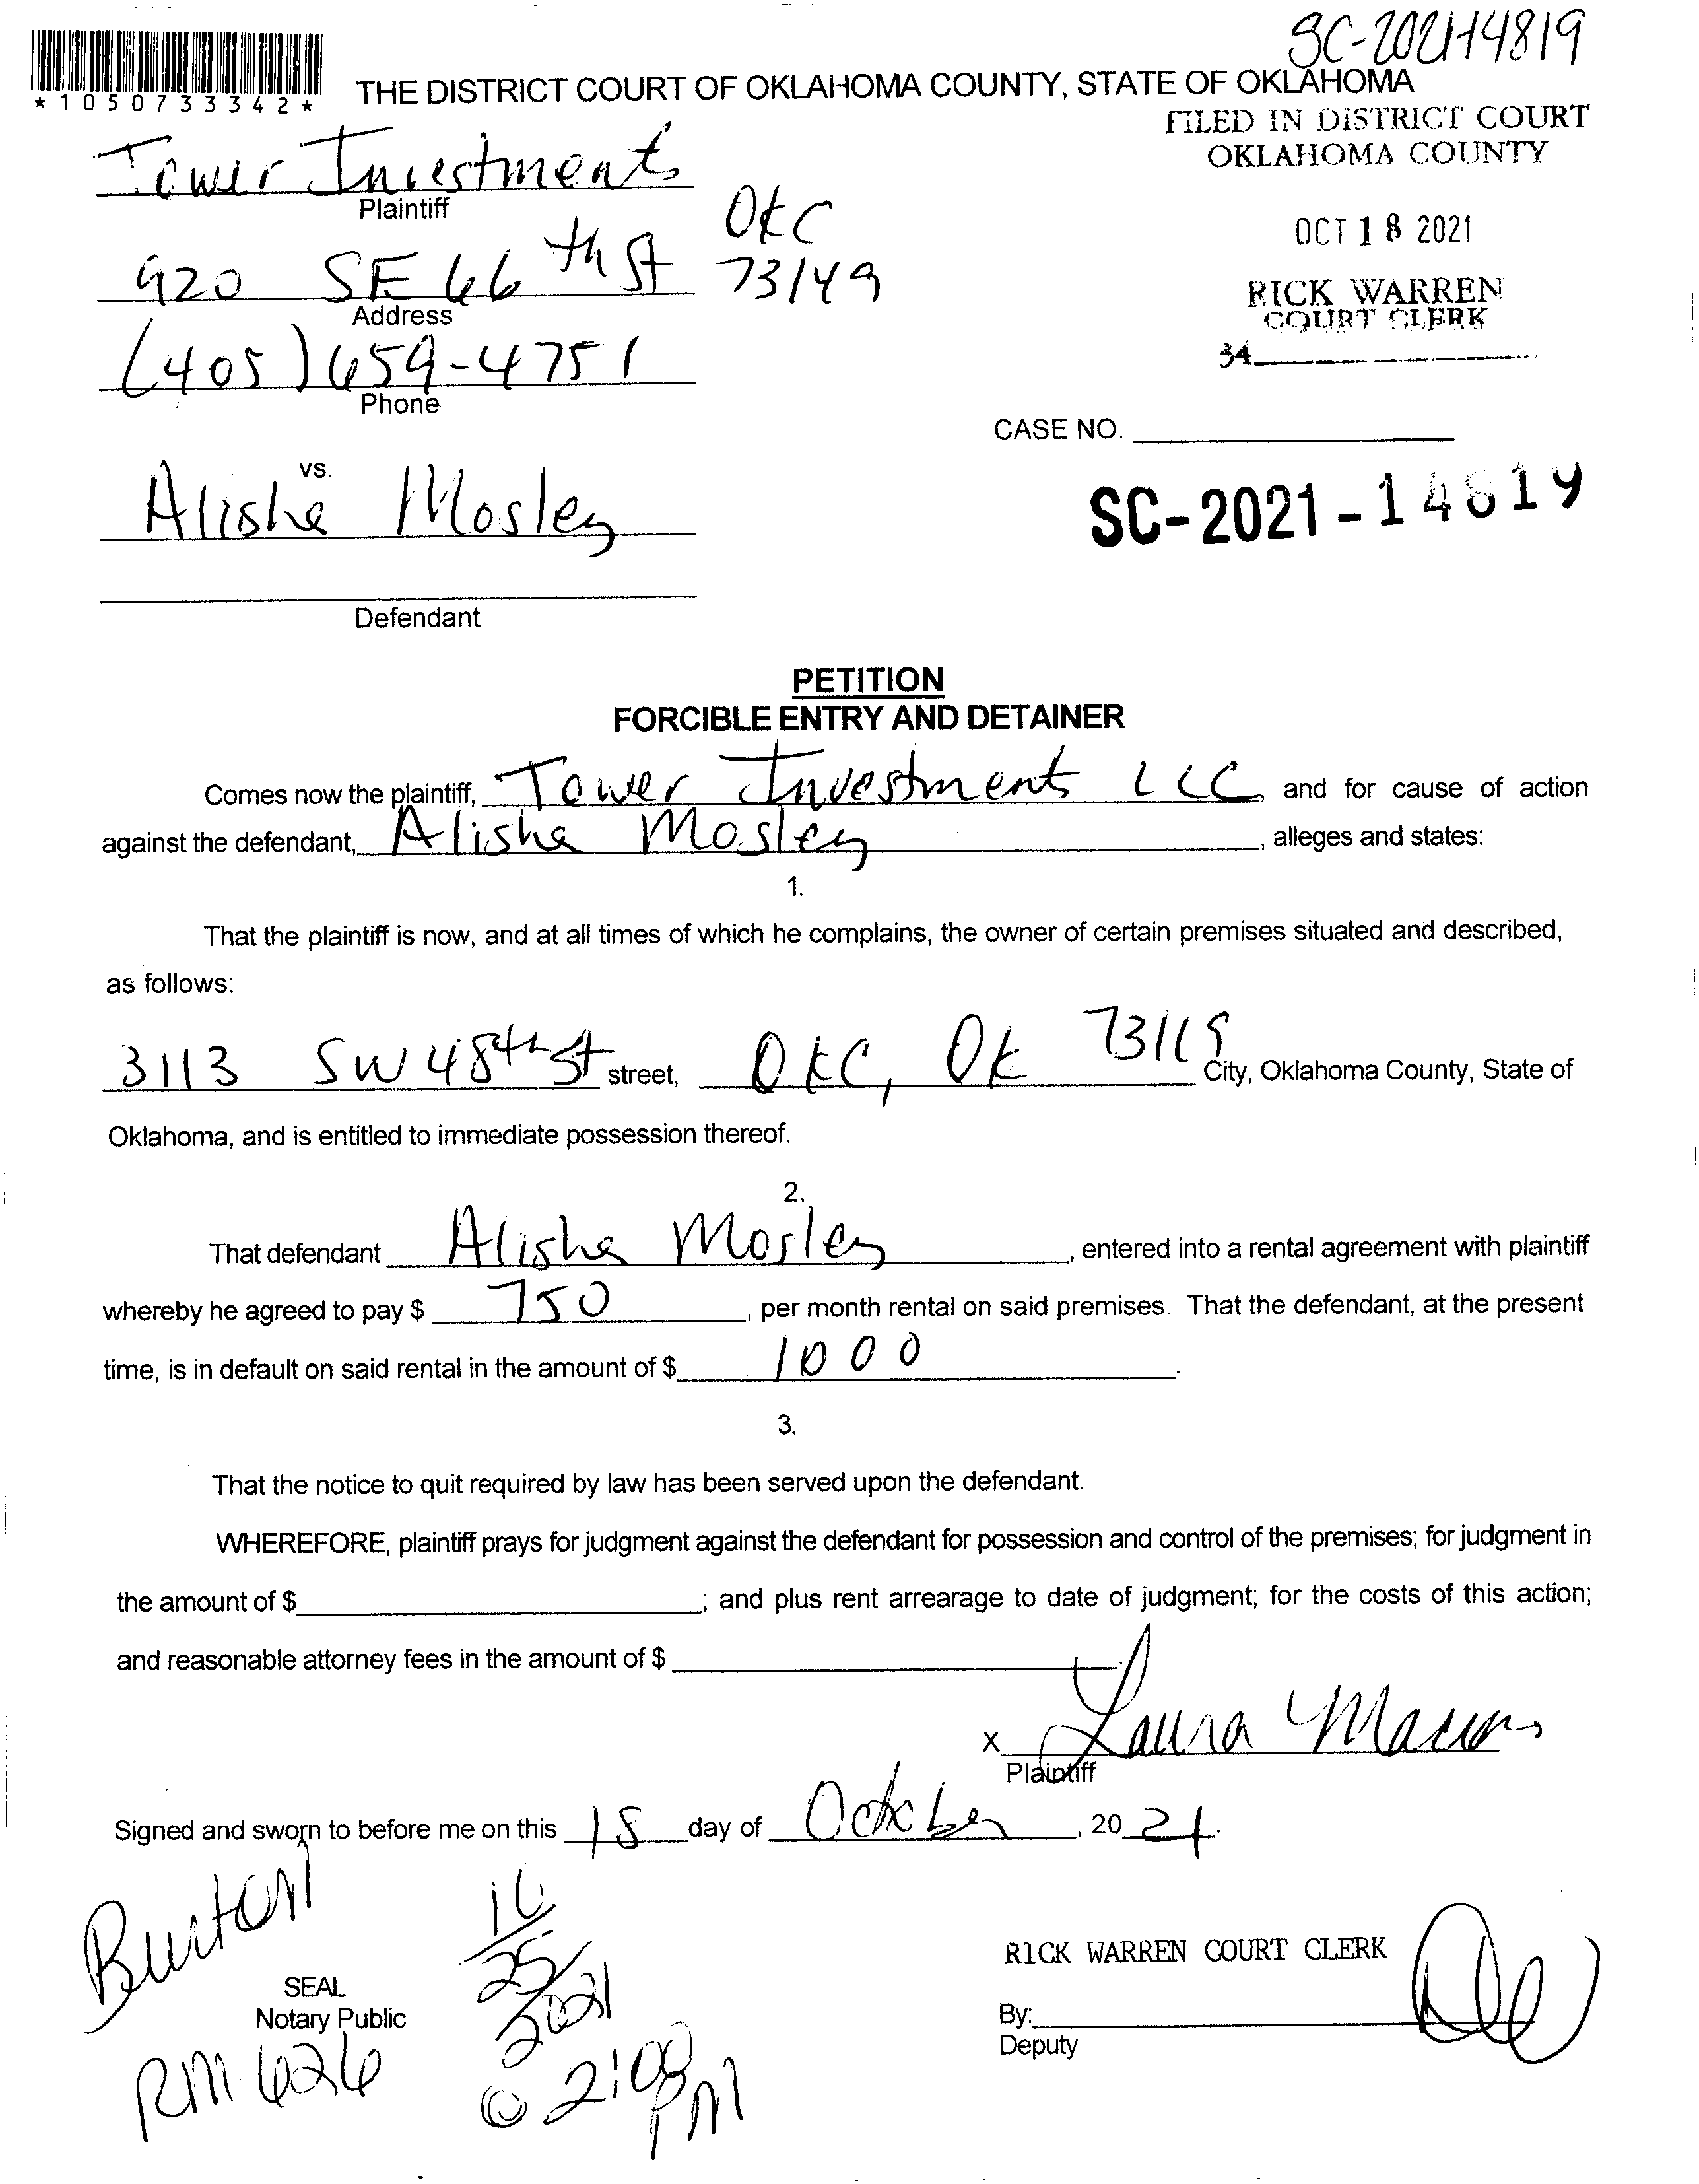 SC-2021-14819
*1050733342*
THE DISTRICT COURT OF OKLAHOMA COUNTY, STATE OF OKLAHOMA
FILED IN DISTRICT COURT
OKLAHOMA COUNTY
Tower Investments
Plaintiff
OKC
OCT 18 2021
920 SE 66th St 73149
Address
RICK WARREN
COURT CLERK
34
(405) 659-4751
Phone
CASE NO.
vs.
Alisha Mosley
SC-2021-14819
Defendant
PETITION
FORCIBLE ENTRY AND DETAINER
Comes now the plaintiff, Tower Investments LLC, and for cause of action
against the defendant, Alisha Mosley, alleges and states:
1.
That the plaintiff is now, and at all times of which he complains, the owner of certain premises situated and described,
as follows:
3113 SW 48th St street, OKC, OK 73119 City, Oklahoma County, State of
Oklahoma, and is entitled to immediate possession thereof.
2.
That defendant Alisha Mosley, entered into a rental agreement with plaintiff
whereby he agreed to pay $ 750, per month rental on said premises. That the defendant, at the present
time, is in default on said rental in the amount of $ 1000.
3.
That the notice to quit required by law has been served upon the defendant.
WHEREFORE, plaintiff prays for judgment against the defendant for possession and control of the premises; for judgment in
the amount of $ ; and plus rent arrearage to date of judgment; for the costs of this action;
and reasonable attorney fees in the amount of $
x Laura
Plaintiff
Signed and sworn to before me on this 18 day of October, 2021.
Burton
10/25/2021
RICK WARREN COURT CLERK
SEAL
Notary Public
By:
Deputy
RM 626
@ 2:00 PM